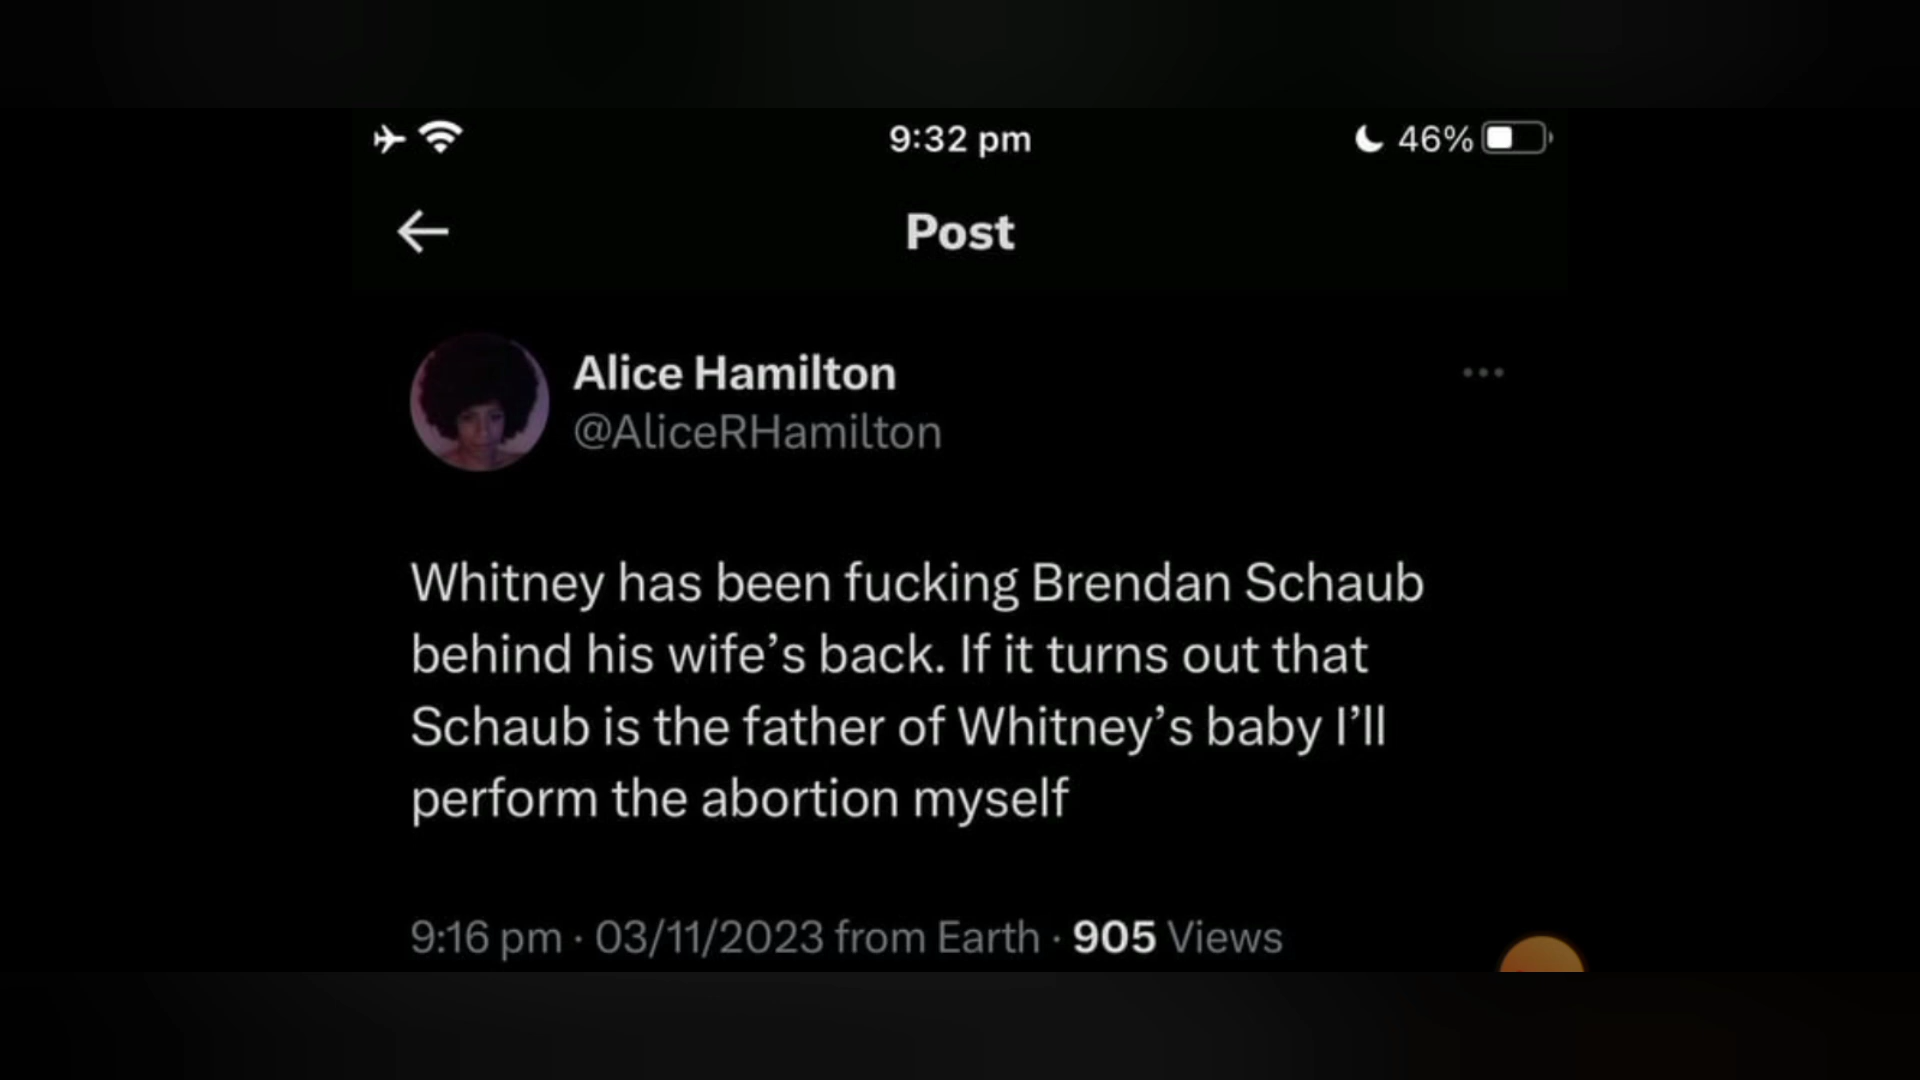 9:32 pm 46%
Post
Alice Hamilton
@AliceRHamilton
Whitney has been fucking Brendan Schaub
behind his wife’s back. If it turns out that
Schaub is the father of Whitney’s baby I’ll
perform the abortion myself
9:16 pm · 03/11/2023 from Earth · 905 Views